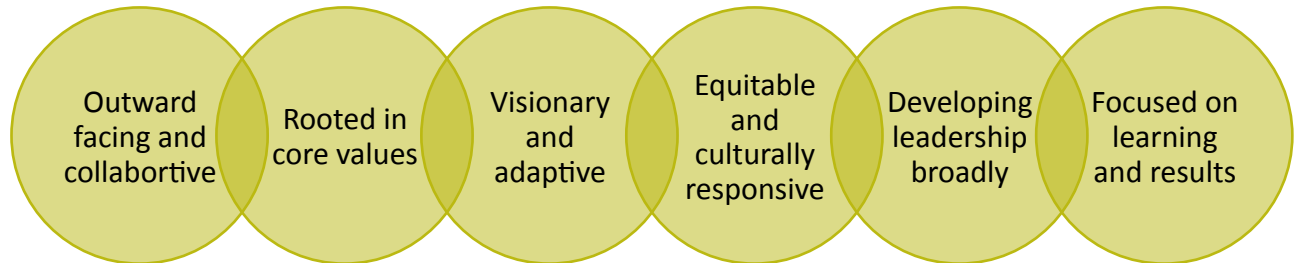 Outward
facing and
collabortive
Rooted in
core values
Visionary
and
adaptive
Equitable
and
culturally
responsive
Developing
leadership
broadly
Focused on
learning
and results